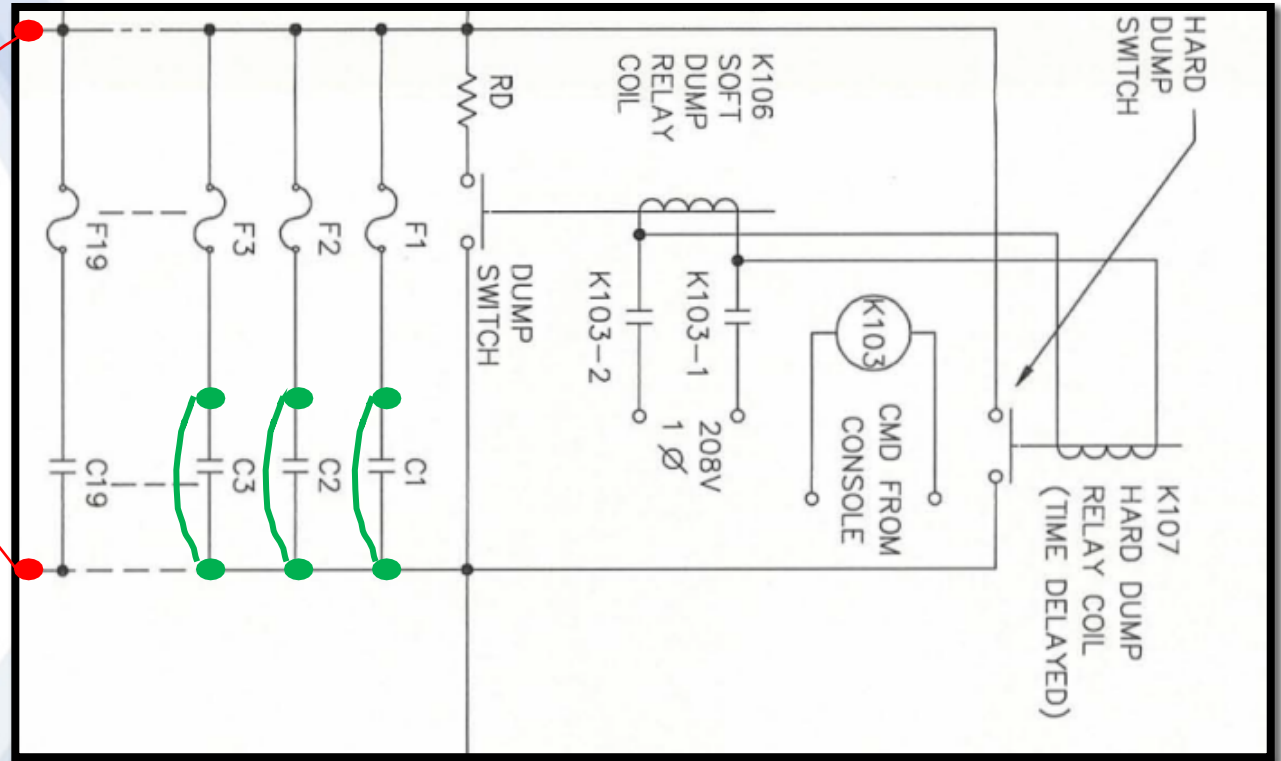 HARD
DUMP
SWITCH
K106
SOFT
DUMP
RELAY
COIL
RD
F19
F3
F2
F1
DUMP
SWITCH
K103-2
K103-1
K103
208V
1 Ø
CMD FROM
CONSOLE
C19
C3
C2
C1
K107
HARD DUMP
RELAY COIL
(TIME DELAYED)